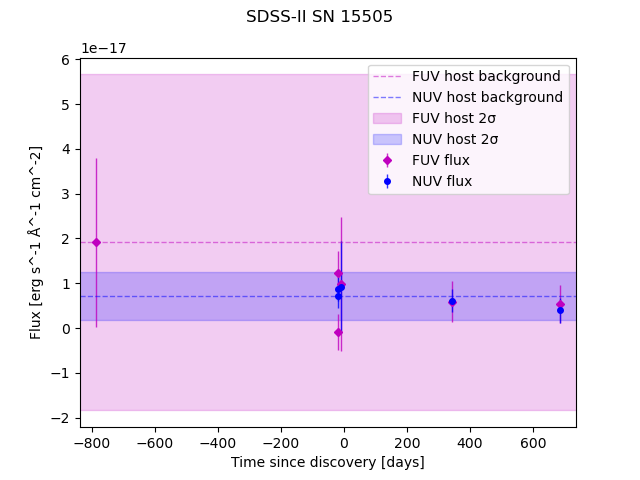 SDSS-II SN 15505
1e−17
6
5
4
3
2
1
0
−1
−2
Flux [erg s^-1 Å^-1 cm^-2]
FUV host background
NUV host background
FUV host 2σ
NUV host 2σ
FUV flux
NUV flux
−800 −600 −400 −200 0 200 400 600
Time since discovery [days]